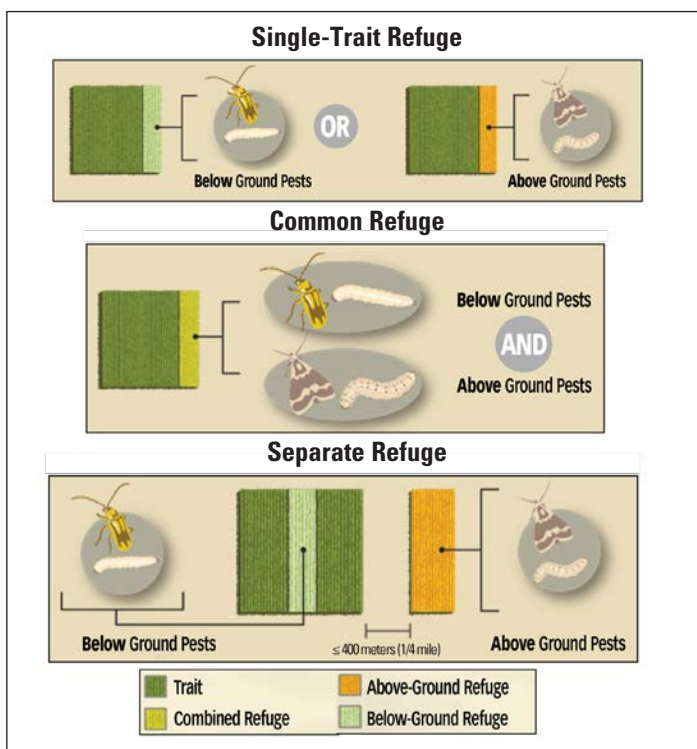 Single-Trait Refuge
OR
Below Ground Pests
Above Ground Pests
Common Refuge
Below Ground Pests
AND
Above Ground Pests
Separate Refuge
Below Ground Pests
≤ 400 meters (1/4 mile)
Above Ground Pests
Trait
Above-Ground Refuge
Combined Refuge
Below-Ground Refuge